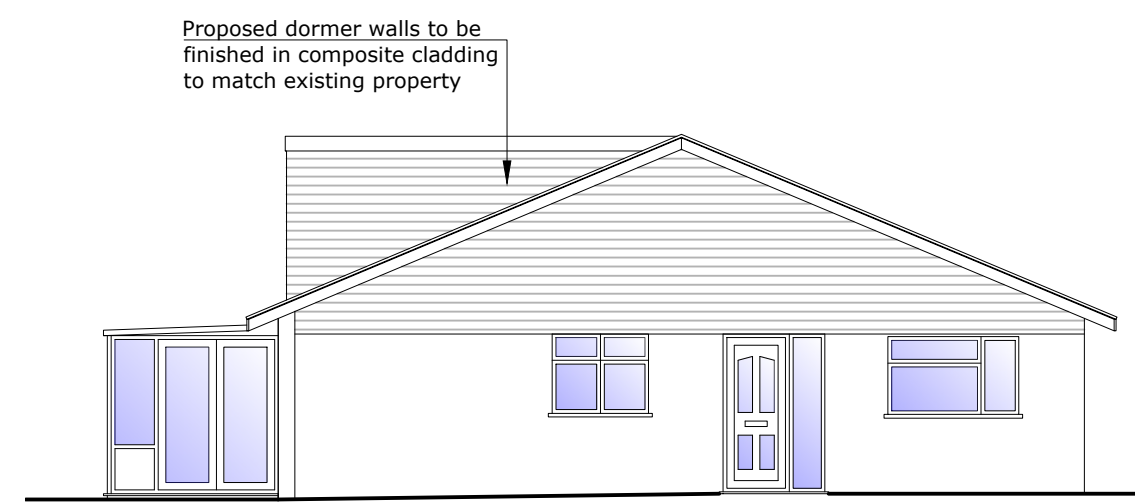 Proposed dormer walls to be
finished in composite cladding
to match existing property